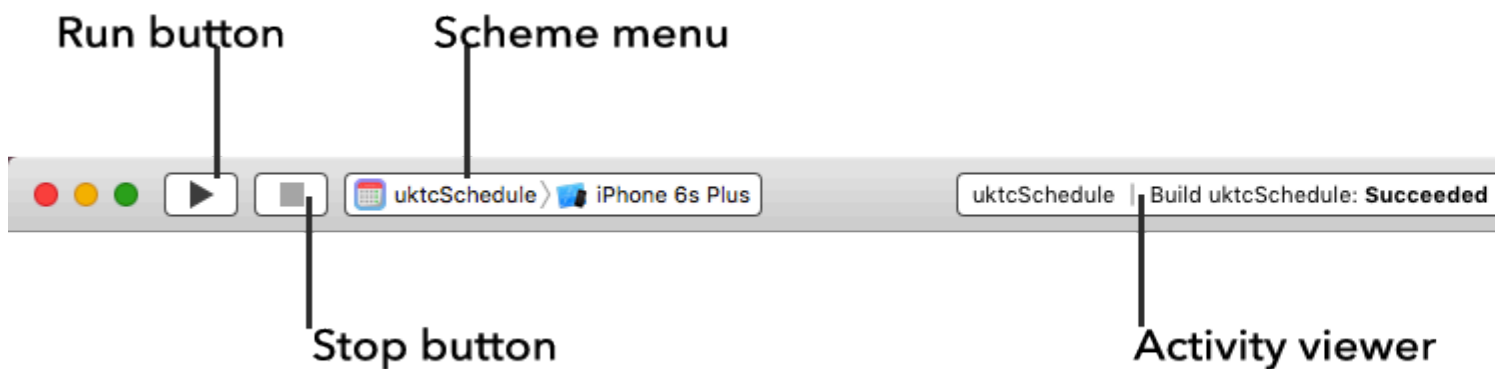 Run button
Scheme menu
uktcSchedule
iPhone 6s Plus
uktcSchedule | Build uktcSchedule: Succeeded
Stop button
Activity viewer